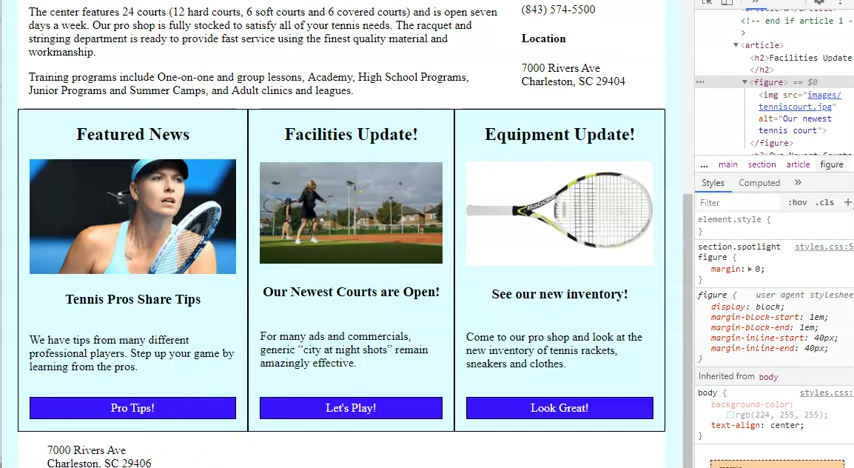 The center features 24 courts (12 hard courts, 6 soft courts and 6 covered courts) and is open seven
days a week. Our pro shop is fully stocked to satisfy all of your tennis needs. The racquet and
stringing department is ready to provide fast service using the finest quality material and
workmanship.
Training programs include One-on-one and group lessons, Academy, High School Programs,
Junior Programs and Summer Camps, and Adult clinics and leagues.
(843) 574-5500
Location
7000 Rivers Ave
Charleston, SC 29404
Featured News
Tennis Pros Share Tips
We have tips from many different
professional players. Step up your game by
learning from the pros.
Pro Tips!
Facilities Update!
Our Newest Courts are Open!
For many ads and commercials,
generic “city at night shots” remain
amazingly effective.
Let's Play!
Equipment Update!
See our new inventory!
Come to our pro shop and look at the
new inventory of tennis rackets,
sneakers and clothes.
Look Great!
7000 Rivers Ave
Charleston, SC 29406
<!-- end if article 1 --
>
▼<article>
<h2>Facilities Update
</h2>
··· ▼<figure> == $0
<img src="images/
tenniscourt.jpg"
alt="Our newest
tennis court">
</figure>
... main section article figure
Styles Computed »
Filter :hov .cls +
element.style {
}
section.spotlight styles.css:5
figure {
margin: ▶ 0;
}
figure { user agent styleshee
display: block;
margin-block-start: 1em;
margin-block-end: 1em;
margin-inline-start: 40px;
margin-inline-end: 40px;
}
Inherited from body
body { styles.css:
background-color:
rgb(224, 255, 255);
text-align: center;
}